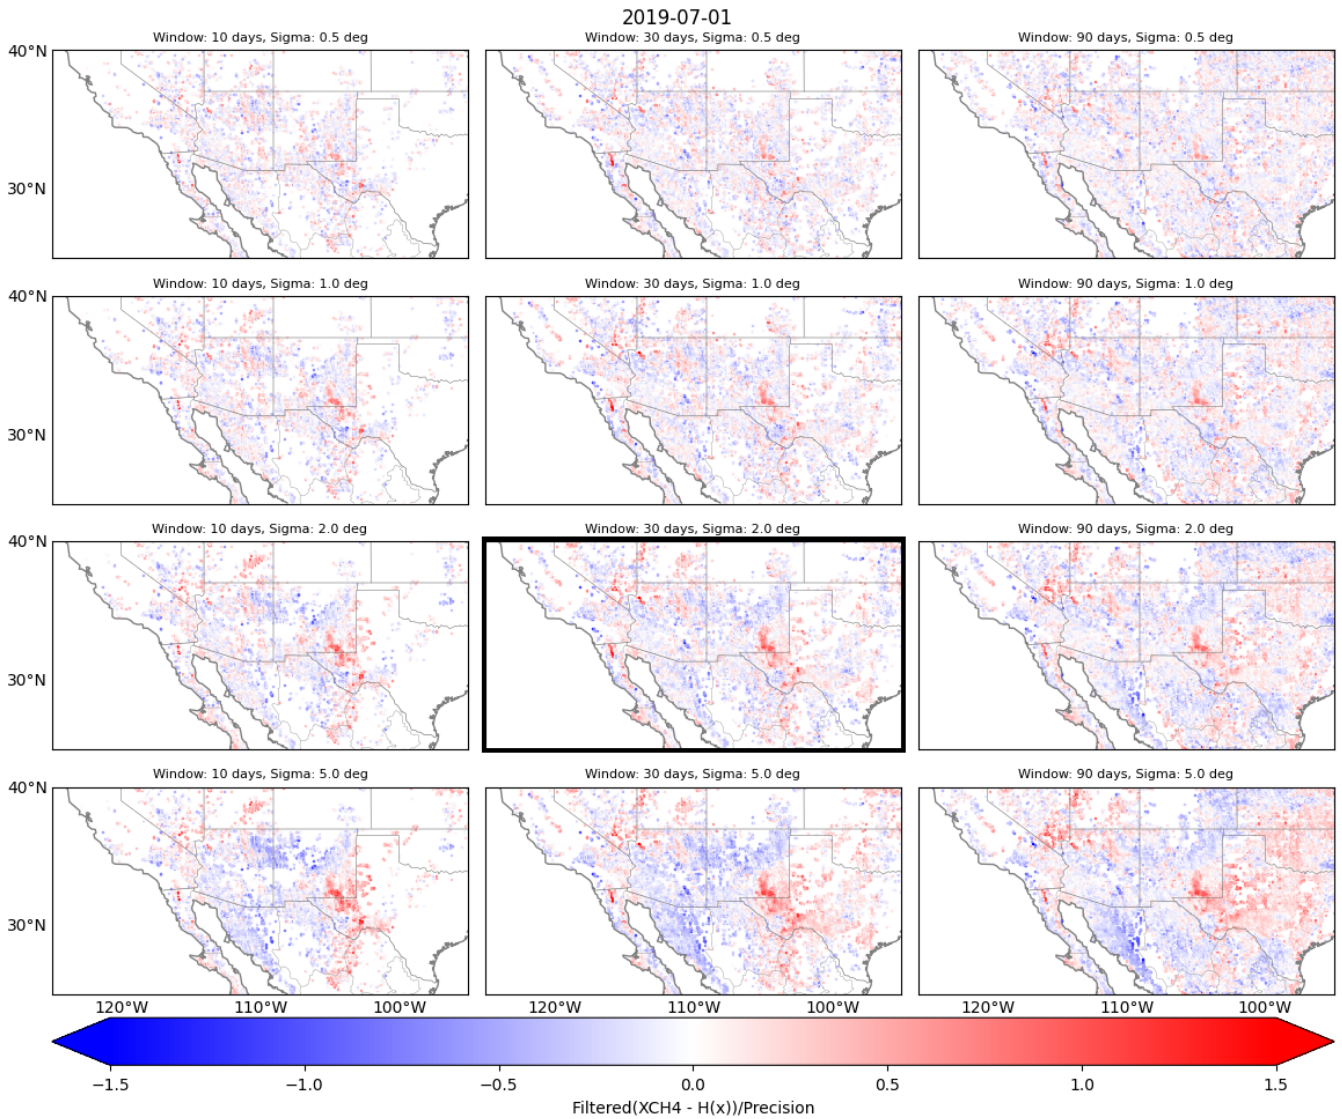 2019-07-01
Window: 10 days, Sigma: 0.5 deg
Window: 30 days, Sigma: 0.5 deg
Window: 90 days, Sigma: 0.5 deg
40°N
30°N
Window: 10 days, Sigma: 1.0 deg
Window: 30 days, Sigma: 1.0 deg
Window: 90 days, Sigma: 1.0 deg
40°N
30°N
Window: 10 days, Sigma: 2.0 deg
Window: 30 days, Sigma: 2.0 deg
Window: 90 days, Sigma: 2.0 deg
40°N
30°N
Window: 10 days, Sigma: 5.0 deg
Window: 30 days, Sigma: 5.0 deg
Window: 90 days, Sigma: 5.0 deg
40°N
30°N
120°W 110°W 100°W
120°W 110°W 100°W
120°W 110°W 100°W
−1.5 −1.0 −0.5 0.0 0.5 1.0 1.5
Filtered(XCH4 - H(x))/Precision